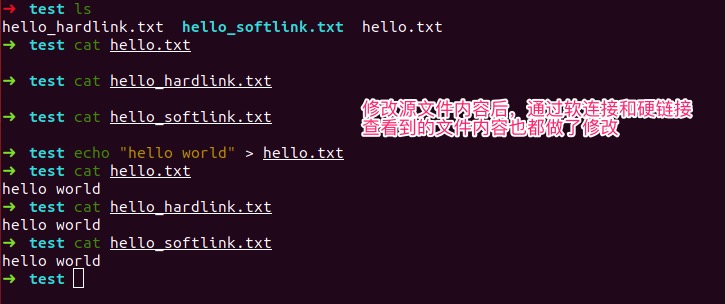 ➜ test ls
hello_hardlink.txt hello_softlink.txt hello.txt
➜ test cat hello.txt
➜ test cat hello_hardlink.txt
➜ test cat hello_softlink.txt
修改源文件内容后，通过软连接和硬链接
查看到的文件内容也都做了修改
➜ test echo "hello world" > hello.txt
➜ test cat hello.txt
hello world
➜ test cat hello_hardlink.txt
hello world
➜ test cat hello_softlink.txt
hello world
➜ test